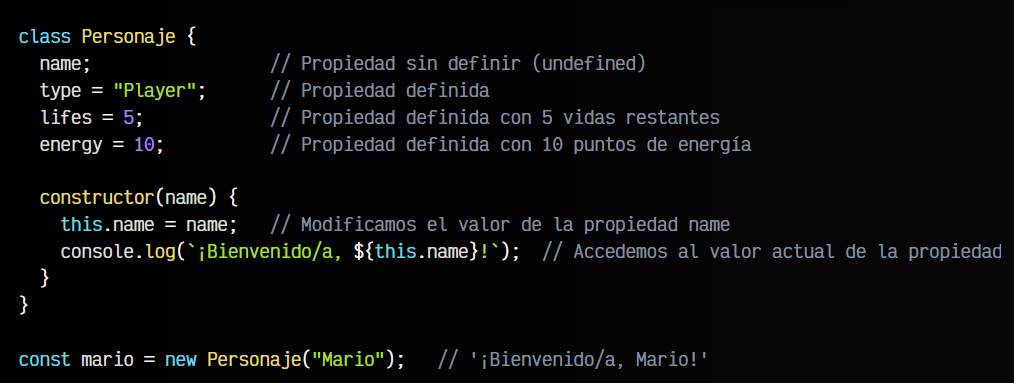 class Personaje {
  name;                 // Propiedad sin definir (undefined)
  type = "Player";      // Propiedad definida
  lifes = 5;            // Propiedad definida con 5 vidas restantes
  energy = 10;          // Propiedad definida con 10 puntos de energía
  constructor(name) {
    this.name = name;   // Modificamos el valor de la propiedad name
    console.log(`¡Bienvenido/a, ${this.name}!`);  // Accedemos al valor actual de la propiedad
  }
}
const mario = new Personaje("Mario");   // '¡Bienvenido/a, Mario!'